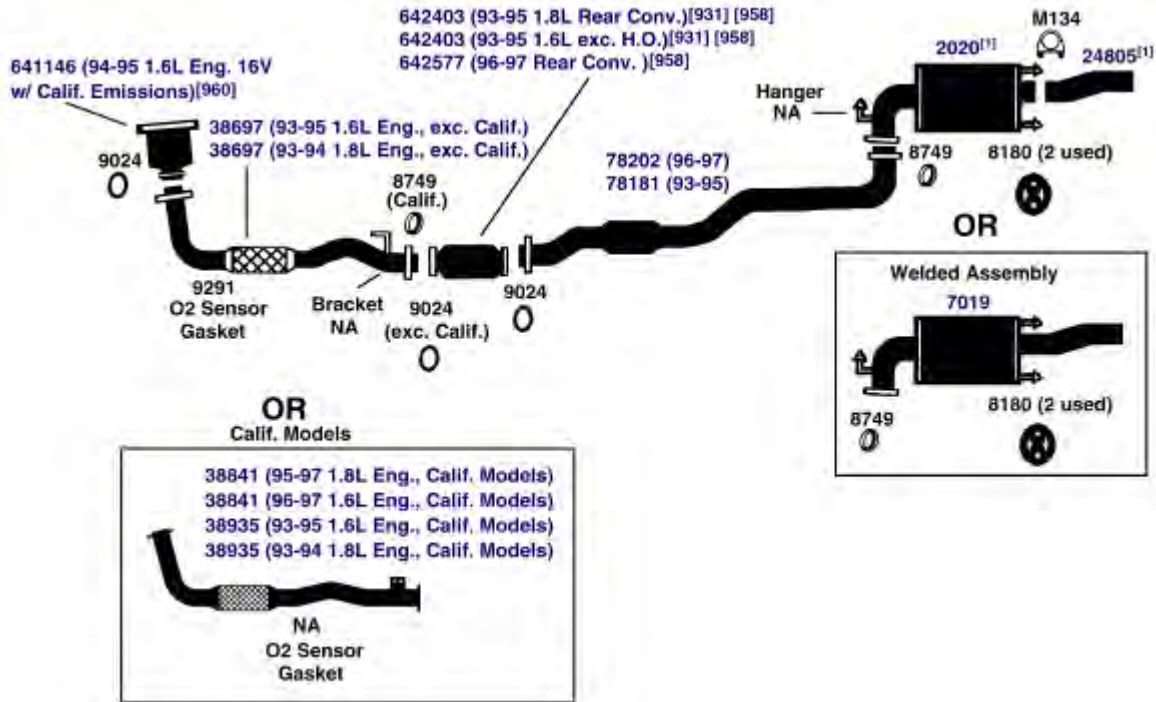 642403 (93-95 1.8L Rear Conv.)[931] [958]
642403 (93-95 1.6L exc. H.O.)[931] [958]
642577 (96-97 Rear Conv. )[958]
M134
2020[1]
24805[1]
641146 (94-95 1.6L Eng. 16V
w/ Calif. Emissions)[960]
Hanger
NA
38697 (93-95 1.6L Eng., exc. Calif.)
38697 (93-94 1.8L Eng., exc. Calif.)
9024
8749
(Calif.)
78202 (96-97)
78181 (93-95)
8749
8180 (2 used)
OR
9291
O2 Sensor
Gasket
Bracket
NA
9024
(exc. Calif.)
9024
Welded Assembly
7019
8749
8180 (2 used)
OR
Calif. Models
38841 (95-97 1.8L Eng., Calif. Models)
38841 (96-97 1.6L Eng., Calif. Models)
38935 (93-95 1.6L Eng., Calif. Models)
38935 (93-94 1.8L Eng., Calif. Models)
NA
O2 Sensor
Gasket